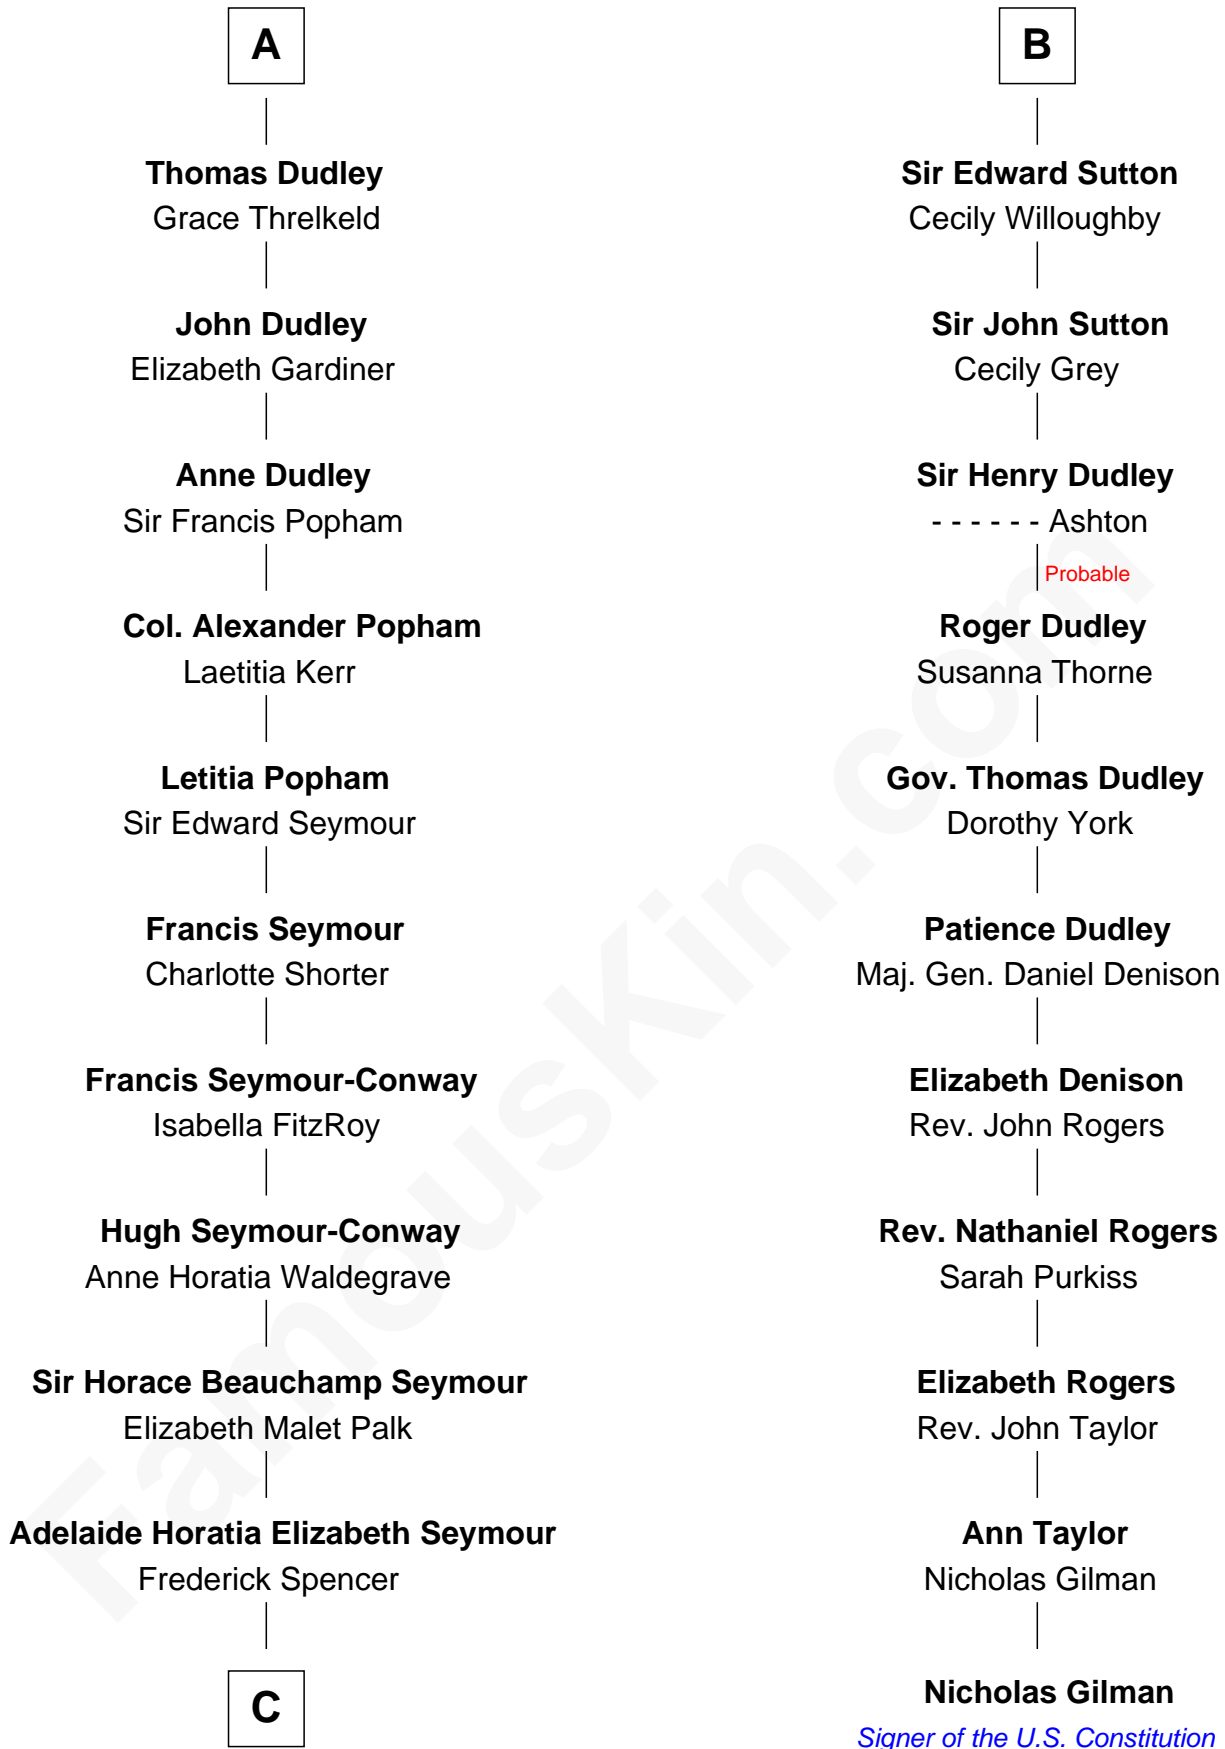 A
Thomas Dudley
Grace Threlkeld
John Dudley
Elizabeth Gardiner
Anne Dudley
Sir Francis Popham
Col. Alexander Popham
Laetitia Kerr
Letitia Popham
Sir Edward Seymour
Francis Seymour
Charlotte Shorter
Francis Seymour-Conway
Isabella FitzRoy
Hugh Seymour-Conway
Anne Horatia Waldegrave
Sir Horace Beauchamp Seymour
Elizabeth Malet Palk
Adelaide Horatia Elizabeth Seymour
Frederick Spencer
C
B
Sir Edward Sutton
Cecily Willoughby
Sir John Sutton
Cecily Grey
Sir Henry Dudley
- - - - - - Ashton
Probable
Roger Dudley
Susanna Thorne
Gov. Thomas Dudley
Dorothy York
Patience Dudley
Maj. Gen. Daniel Denison
Elizabeth Denison
Rev. John Rogers
Rev. Nathaniel Rogers
Sarah Purkiss
Elizabeth Rogers
Rev. John Taylor
Ann Taylor
Nicholas Gilman
Nicholas Gilman
Signer of the U.S. Constitution
FamousKin.com